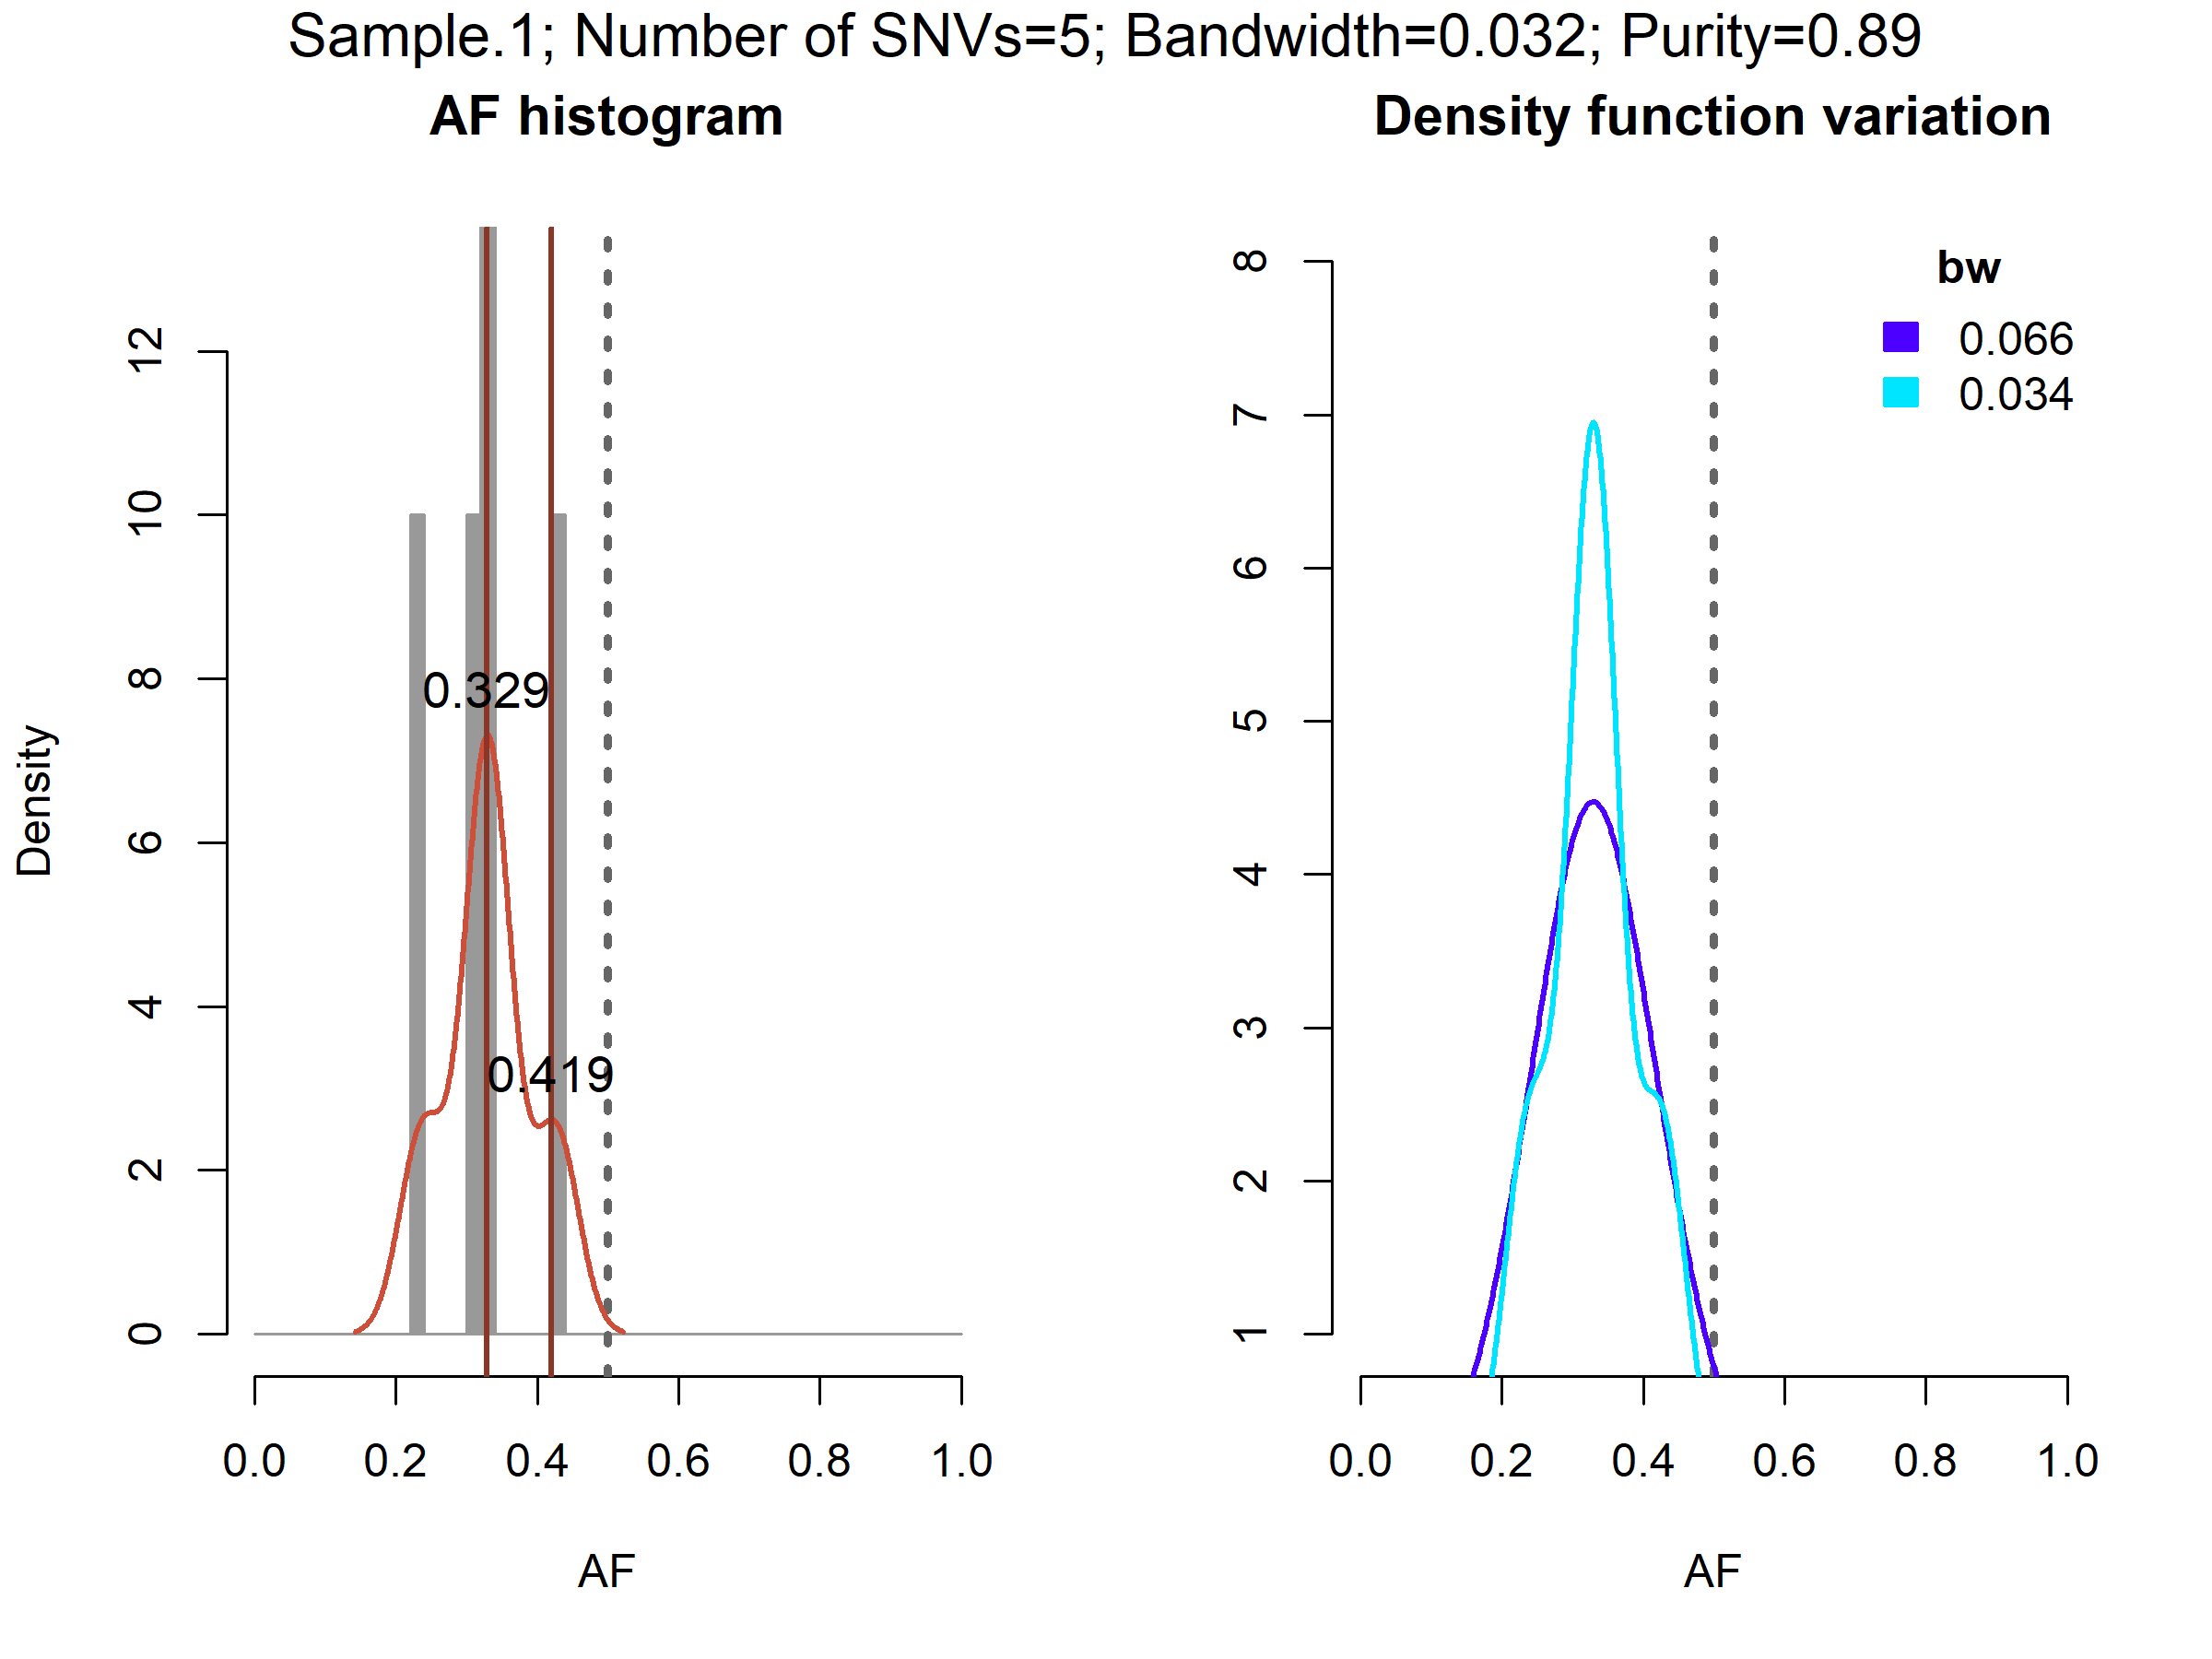 Sample.1; Number of SNVs=5; Bandwidth=0.032; Purity=0.89
AF histogram
Density
12
10
8
6
4
2
0
0.329
0.419
0.0 0.2 0.4 0.6 0.8 1.0
AF
Density function variation
8
7
6
5
4
3
2
1
bw
0.066
0.034
0.0 0.2 0.4 0.6 0.8 1.0
AF